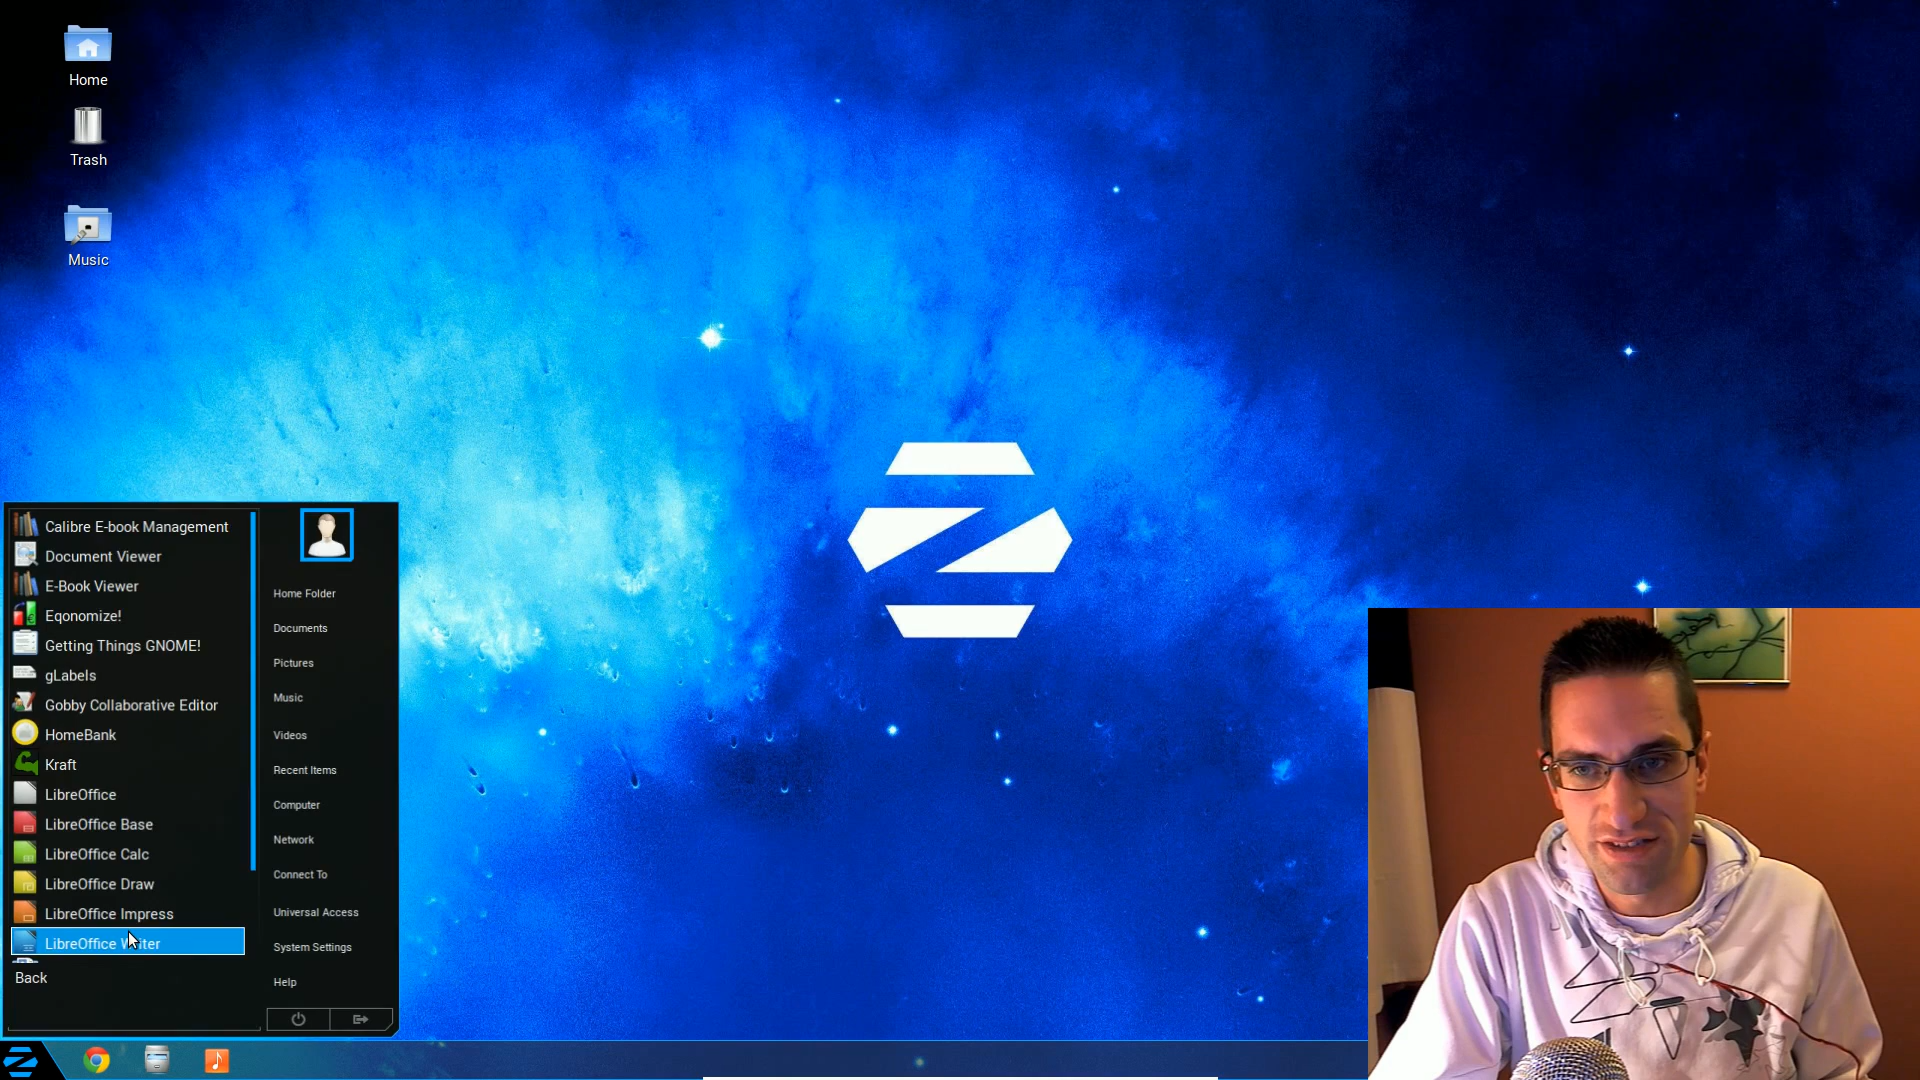 Home
Trash
Music
Calibre E-book Management
Document Viewer
E-Book Viewer
Eqonomize!
Getting Things GNOME!
gLabels
Gobby Collaborative Editor
HomeBank
Kraft
LibreOffice
LibreOffice Base
LibreOffice Calc
LibreOffice Draw
LibreOffice Impress
LibreOffice Writer
Back
Home Folder
Documents
Pictures
Music
Videos
Recent Items
Computer
Network
Connect To
Universal Access
System Settings
Help